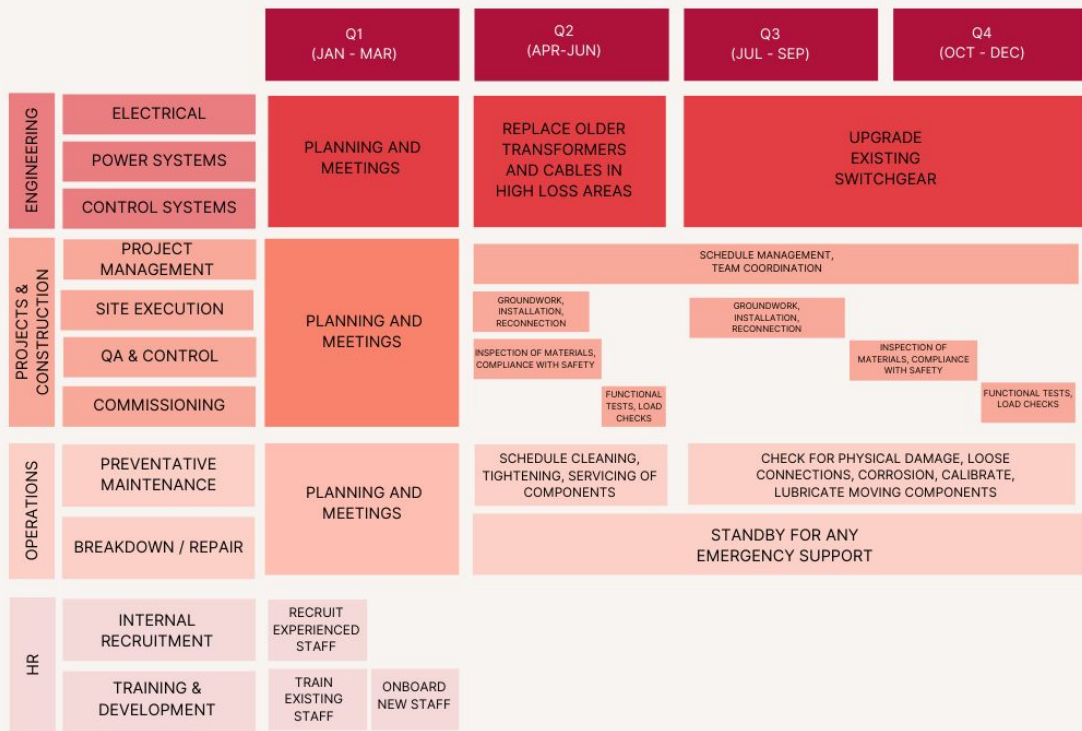 Q1
(JAN - MAR)
Q2
(APR-JUN)
Q3
(JUL - SEP)
Q4
(OCT - DEC)
ENGINEERING
ELECTRICAL
POWER SYSTEMS
CONTROL SYSTEMS
PLANNING AND
MEETINGS
REPLACE OLDER
TRANSFORMERS
AND CABLES IN
HIGH LOSS AREAS
UPGRADE
EXISTING
SWITCHGEAR
PROJECTS &
CONSTRUCTION
PROJECT
MANAGEMENT
SITE EXECUTION
QA & CONTROL
COMMISSIONING
PLANNING AND
MEETINGS
SCHEDULE MANAGEMENT,
TEAM COORDINATION
GROUNDWORK,
INSTALLATION,
RECONNECTION
GROUNDWORK,
INSTALLATION,
RECONNECTION
INSPECTION OF MATERIALS,
COMPLIANCE WITH SAFETY
INSPECTION OF
MATERIALS, COMPLIANCE
WITH SAFETY
FUNCTIONAL
TESTS, LOAD
CHECKS
FUNCTIONAL TESTS,
LOAD CHECKS
OPERATIONS
PREVENTATIVE
MAINTENANCE
BREAKDOWN / REPAIR
PLANNING AND
MEETINGS
SCHEDULE CLEANING,
TIGHTENING, SERVICING OF
COMPONENTS
CHECK FOR PHYSICAL DAMAGE, LOOSE
CONNECTIONS, CORROSION, CALIBRATE,
LUBRICATE MOVING COMPONENTS
STANDBY FOR ANY
EMERGENCY SUPPORT
HR
INTERNAL
RECRUITMENT
RECRUIT
EXPERIENCED
STAFF
TRAINING &
DEVELOPMENT
TRAIN
EXISTING
STAFF
ONBOARD
NEW STAFF